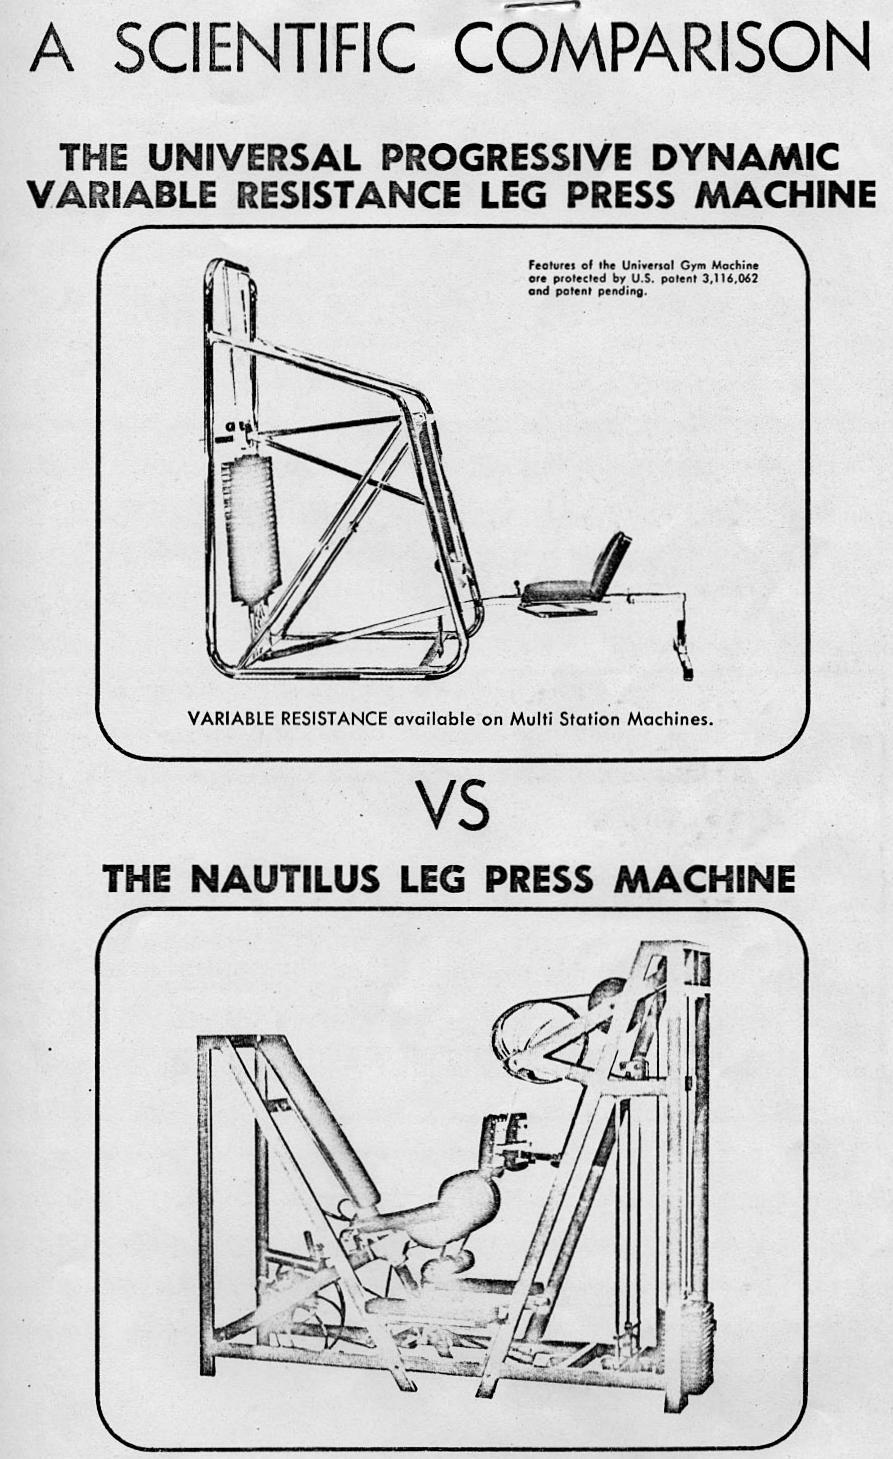 A SCIENTIFIC COMPARISON
THE UNIVERSAL PROGRESSIVE DYNAMIC
VARIABLE RESISTANCE LEG PRESS MACHINE
Features of the Universal Gym Machine
are protected by U.S. patent 3,116,062
and patent pending.
VARIABLE RESISTANCE available on Multi Station Machines.
VS
THE NAUTILUS LEG PRESS MACHINE